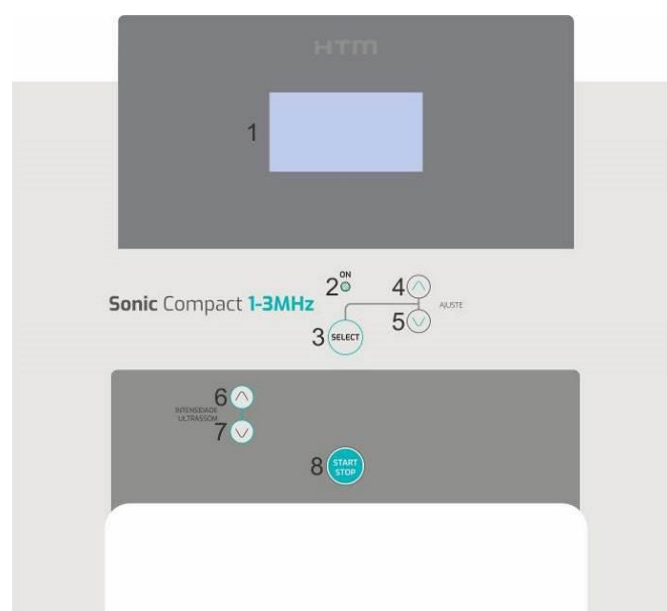 HTM
1
ON
2
4
Sonic Compact 1-3MHz
AJUSTE
5
3 SELECT
6
INTENSIDADE
ULTRASSOM
7
8 START
STOP